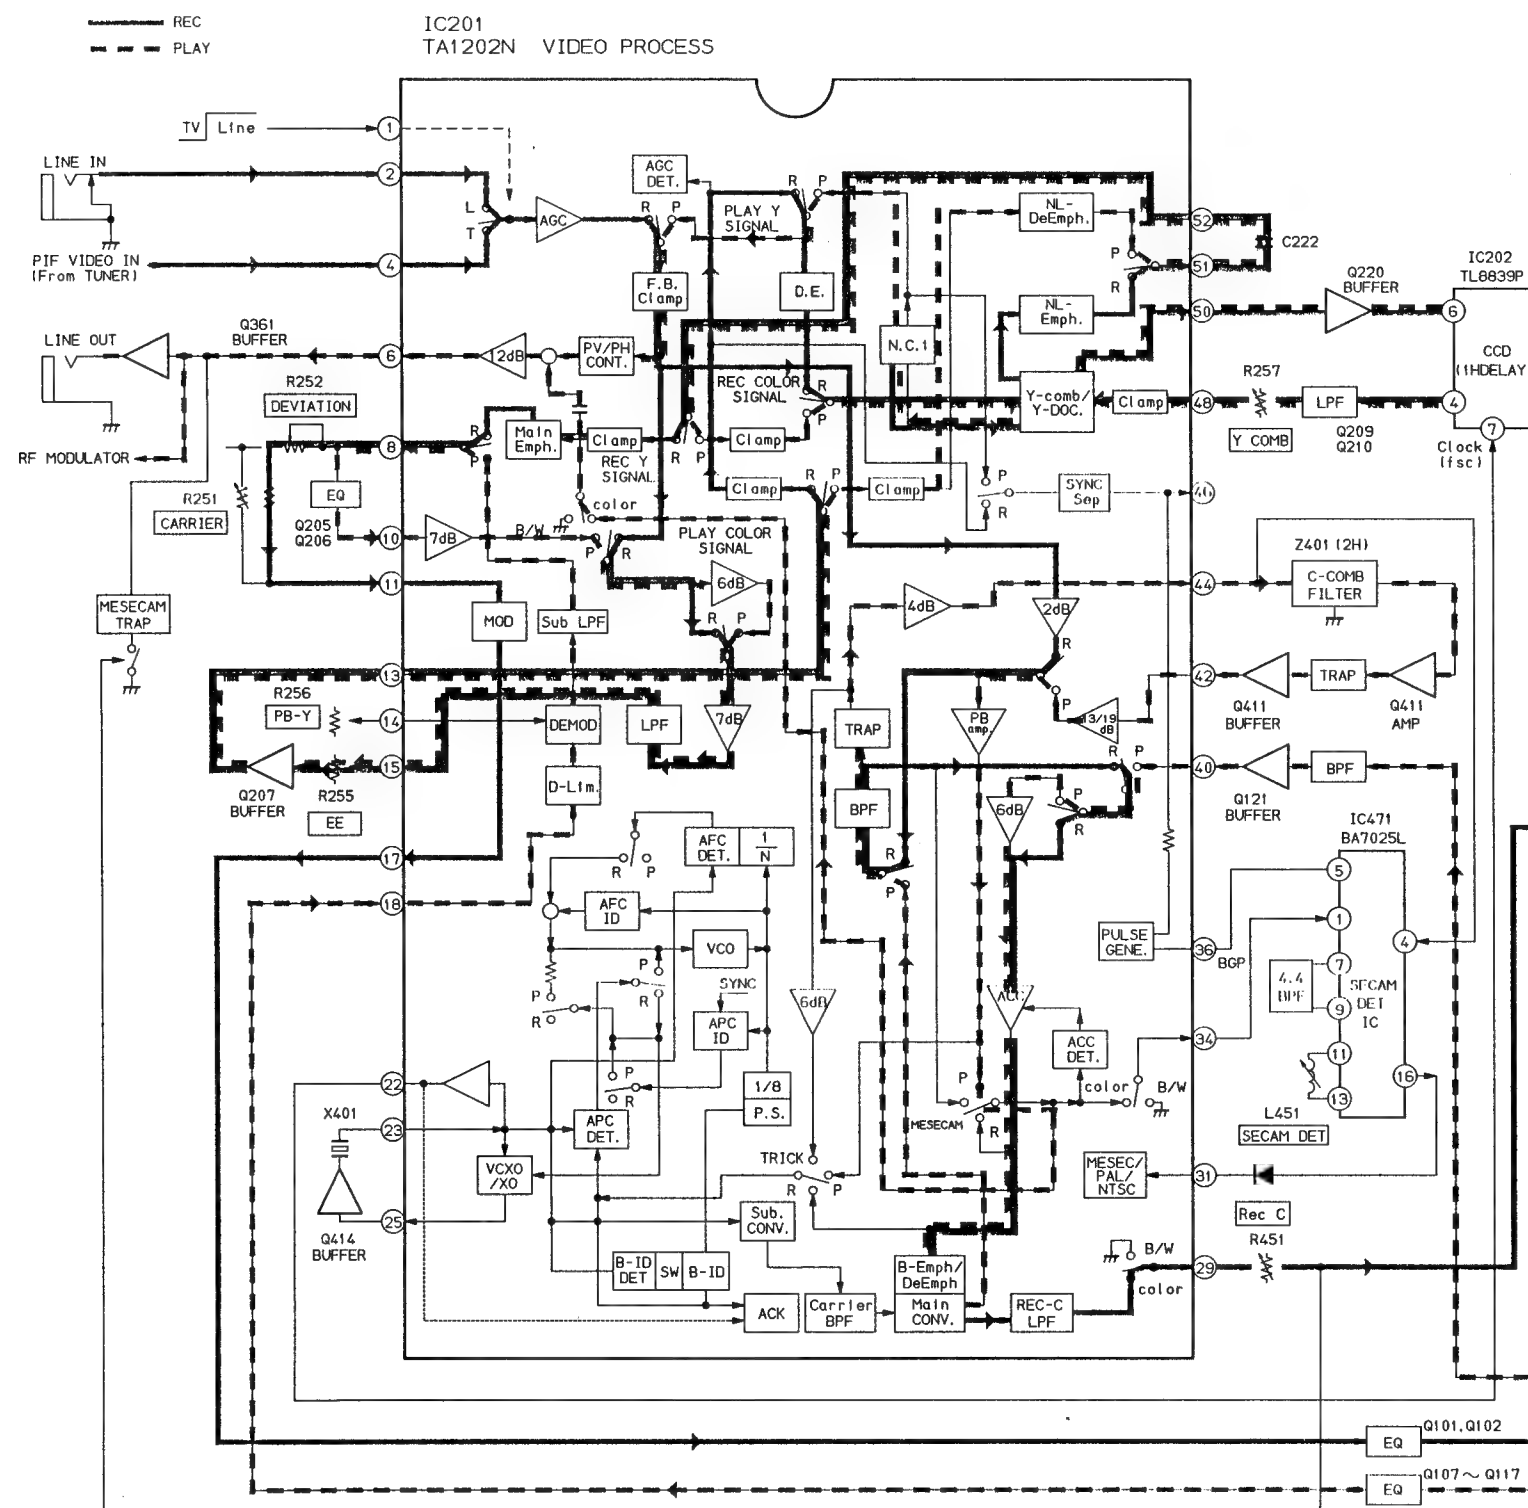 REC
PLAY
IC201
TA1202N VIDEO PROCESS
TV Line
1
LINE IN
2
L
T
AGC
PIF VIDEO IN
(From TUNER)
4
AGC
DET.
R
P
PLAY Y
SIGNAL
R
P
F.B.
Clamp
D.E.
NL-
DeEmph.
P
R
NL-
Emph.
N.C.1
52
51
50
C222
Q220
BUFFER
IC202
TL8839P
6
CCD
(1HDELAY
LINE OUT
Q361
BUFFER
6
12dB
PV/PH
CONT.
REC COLOR
SIGNAL
R
P
Y-comb/
Y-DOC.
Clamp
48
R257
Y COMB
LPF
Q209
Q210
4
7
Clock
(fsc)
R252
DEVIATION
8
R
P
Main
Emph.
Clamp
R
P
Clamp
REC Y
SIGNAL
RF MODULATOR
R251
CARRIER
EQ
Q205
Q206
10
7dB
B/W
color
P
R
Clamp
R
P
Clamp
P
R
SYNC
Sep
46
PLAY COLOR
SIGNAL
6dB
11
MOD
Sub LPF
R
P
4dB
2dB
44
Z401 (2H)
C-COMB
FILTER
MESECAM
TRAP
13
R256
PB-Y
14
DEMOD
LPF
7dB
TRAP
PB
amp.
R
P
13/19
dB
42
Q411
BUFFER
TRAP
Q411
AMP
15
Q207
BUFFER
R255
EE
D-Lim.
BPF
6dB
P
R
R
P
40
Q121
BUFFER
BPF
17
18
AFC
DET.
1
N
R
P
AFC
ID
VCO
R
P
IC471
BA7025L
5
1
4
7
9
11
13
16
4.4
BPF
SECAM
DET
IC
PULSE
GENE.
36
BGP
SYNC
P
R
P
R
APC
ID
6dB
ACC
ACC
DET.
34
22
P
R
1/8
P.S.
P
R
MESECAM
color
B/W
L451
SECAM DET
X401
23
APC
DET.
VCXO
/XO
TRICK
R
P
MESEC/
PAL/
NTSC
31
Rec C
R451
25
Q414
BUFFER
Sub.
CONV.
B-ID
DET
SW
B-ID
ACK
Carrier
BPF
B-Emph/
DeEmph
Main
CONV.
REC-C
LPF
B/W
color
29
EQ
Q101,Q102
EQ
Q107～Q117